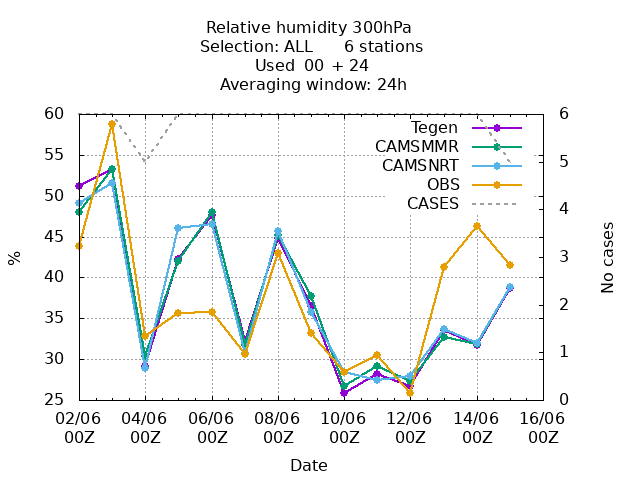 Relative humidity 300hPa
Selection: ALL 6 stations
Used 00 + 24
Averaging window: 24h
60
55
50
45
40
35
30
25
%
6
5
4
3
2
1
0
No cases
Tegen
CAMSMMR
CAMSNRT
OBS
CASES
02/06 04/06 06/06 08/06 10/06 12/06 14/06 16/06
00Z 00Z 00Z 00Z 00Z 00Z 00Z 00Z
Date